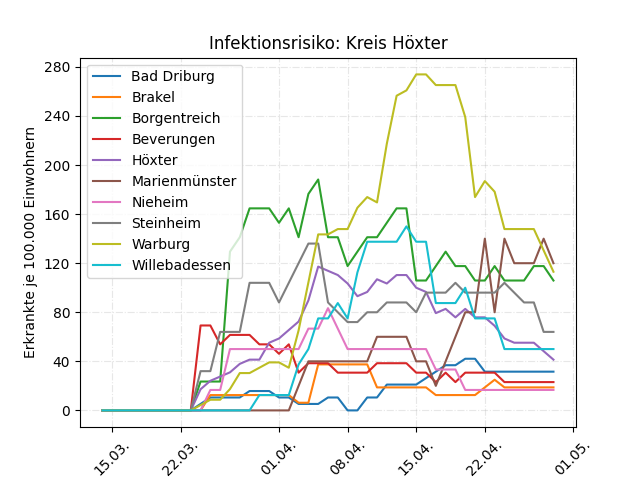 Infektionsrisiko: Kreis Höxter
Erkrankte je 100.000 Einwohnern
280
240
200
160
120
80
40
0
Bad Driburg
Brakel
Borgentreich
Beverungen
Höxter
Marienmünster
Nieheim
Steinheim
Warburg
Willebadessen
15.03.
22.03.
01.04.
08.04.
15.04.
22.04.
01.05.